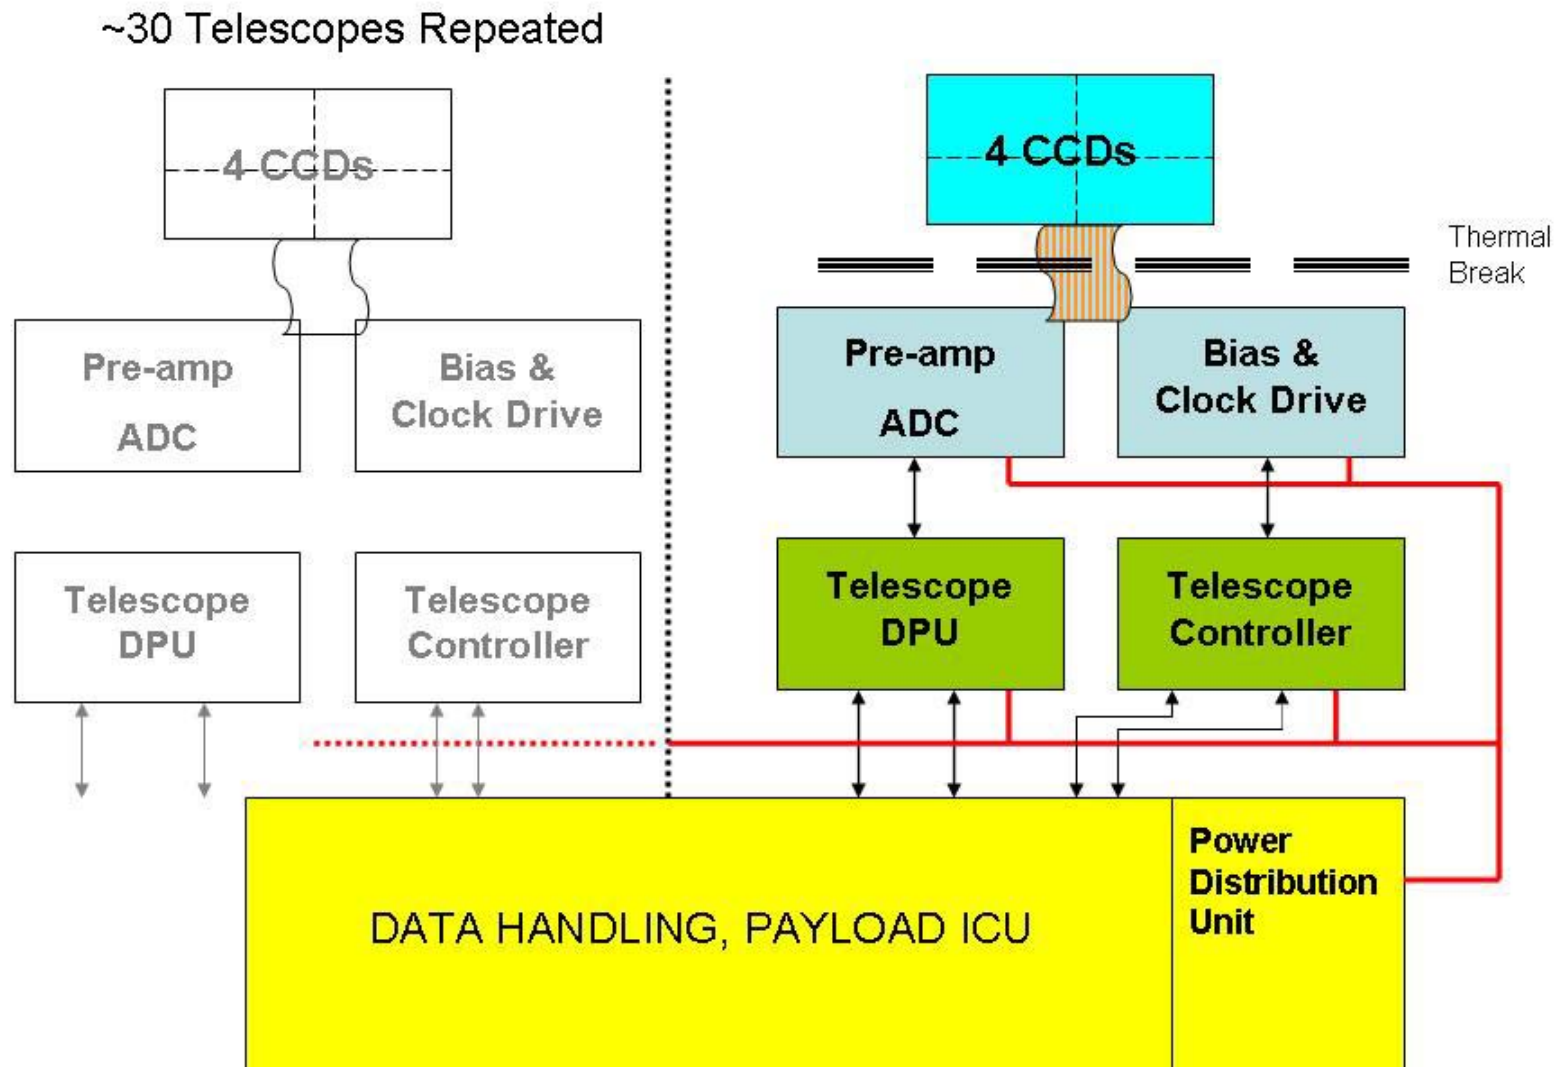 ~30 Telescopes Repeated
4 CCDs
Pre-amp
ADC
Bias &
Clock Drive
Telescope
DPU
Telescope
Controller
4 CCDs
Thermal
Break
Pre-amp
ADC
Bias &
Clock Drive
Telescope
DPU
Telescope
Controller
DATA HANDLING, PAYLOAD ICU
Power
Distribution
Unit